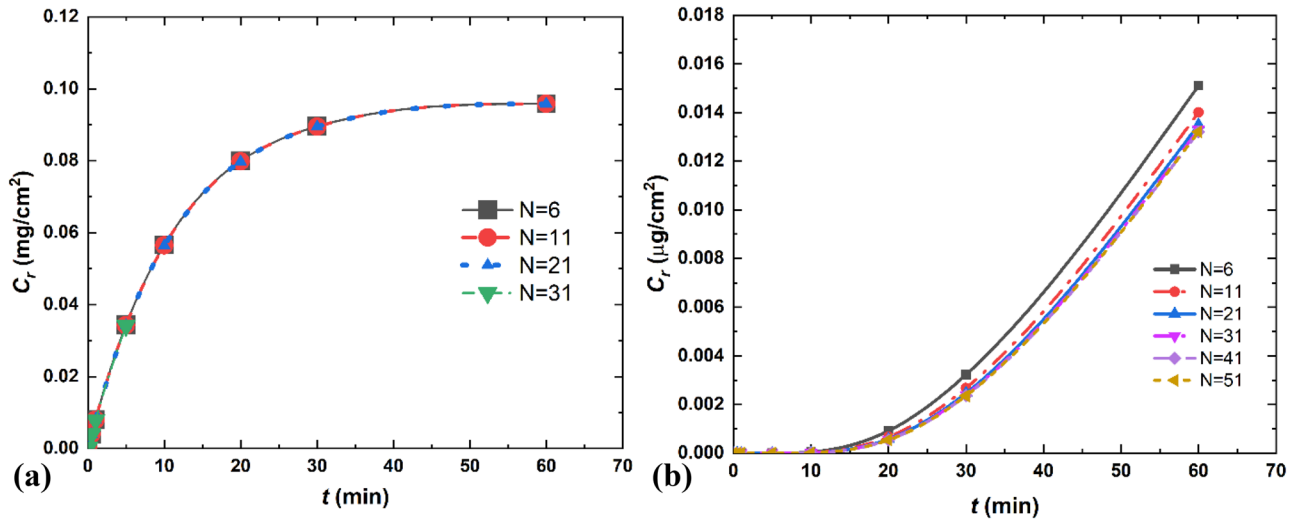 0.12
0.10
0.08
0.06
0.04
0.02
0.00
C_r (mg/cm²)
N=6
N=11
N=21
N=31
0 10 20 30 40 50 60 70
t (min)
(a)
0.018
0.016
0.014
0.012
0.010
0.008
0.006
0.004
0.002
0.000
C_r (μg/cm²)
N=6
N=11
N=21
N=31
N=41
N=51
0 10 20 30 40 50 60 70
t (min)
(b)